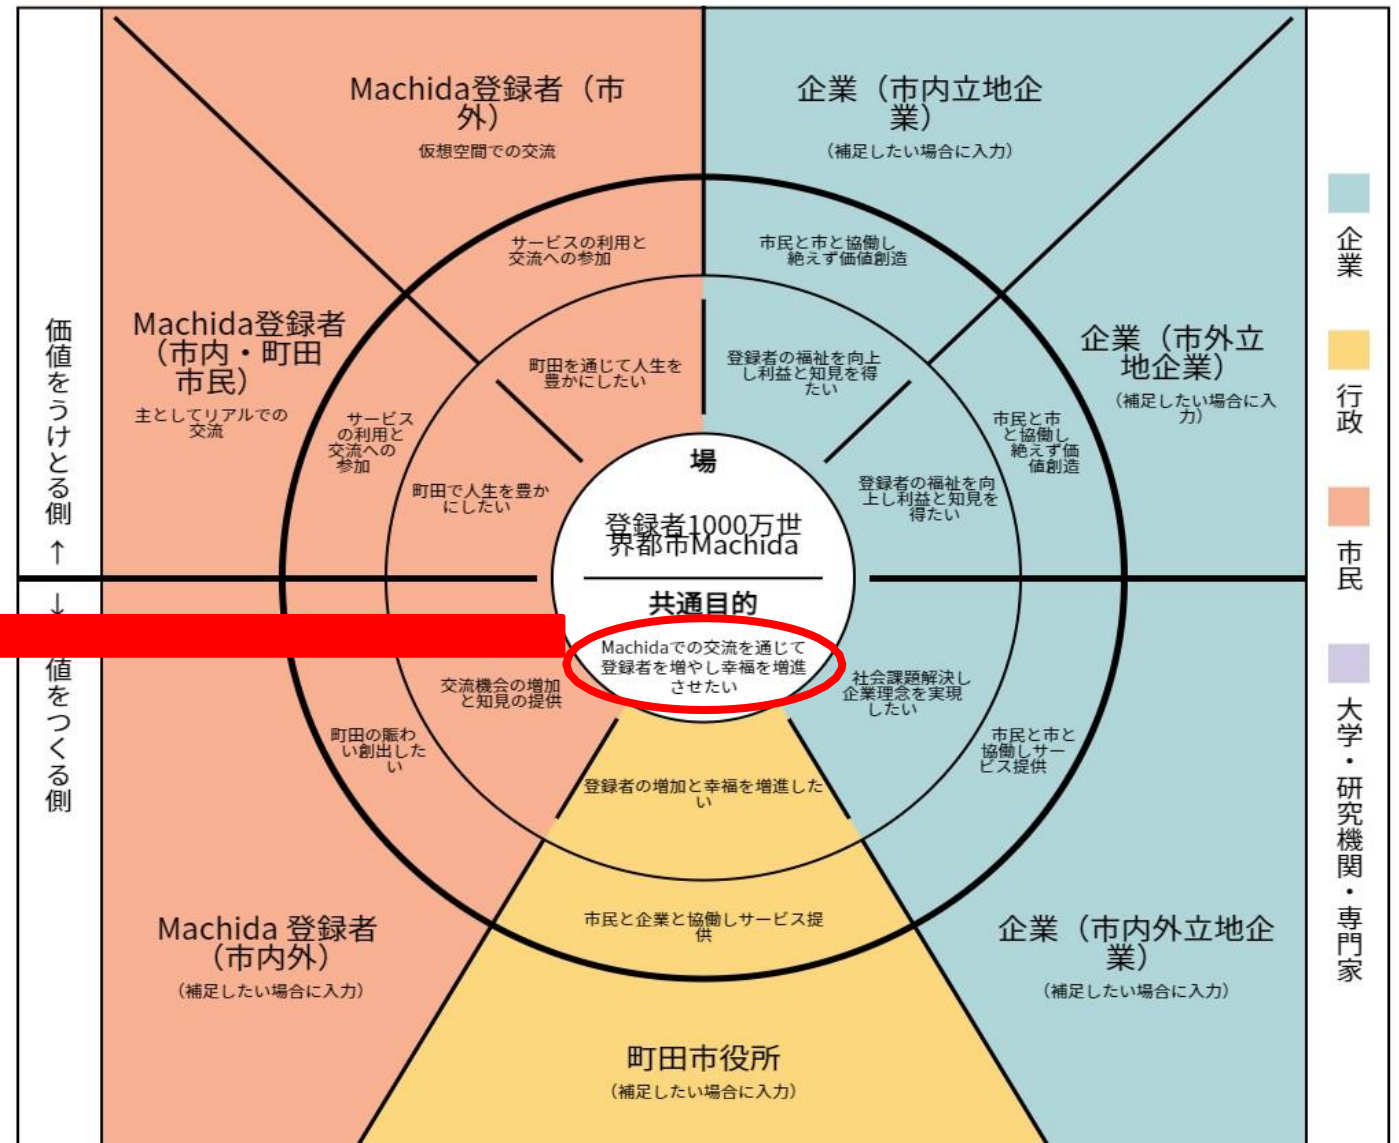 Machida登録者（市
外）
仮想空間での交流
企業（市内立地企
業）
（補足したい場合に入力）
サービスの利用と
交流への参加
市民と市と協働し
絶えず価値創造
Machida登録者
（市内・町田
市民）
主としてリアルでの
交流
企業（市外立
地企業）
（補足したい場合に入
力）
町田を通じて人生を
豊かにしたい
登録者の福祉を向上
し利益と知見を得
たい
サービス
の利用と
交流への
参加
市民と市
と協働し
絶えず価
値創造
町田で人生を豊か
にしたい
登録者の福祉を向
上し利益と知見を
得たい
場
登録者1000万世
界都市Machida
共通目的
Machidaでの交流を通じて
登録者を増やし幸福を増進
させたい
交流機会の増加
と知見の提供
社会課題解決し
企業理念を実現
したい
町田の賑わ
い創出した
い
市民と市と
協働しサー
ビス提供
登録者の増加と幸福を増進した
い
市民と企業と協働しサービス提
供
Machida 登録者
（市内外）
（補足したい場合に入力）
企業（市内外立地企
業）
（補足したい場合に入力）
町田市役所
（補足したい場合に入力）
価値をうけとる側 ↑
↓
値をつくる側
企業
行政
市民
大学・研究機関・専門家